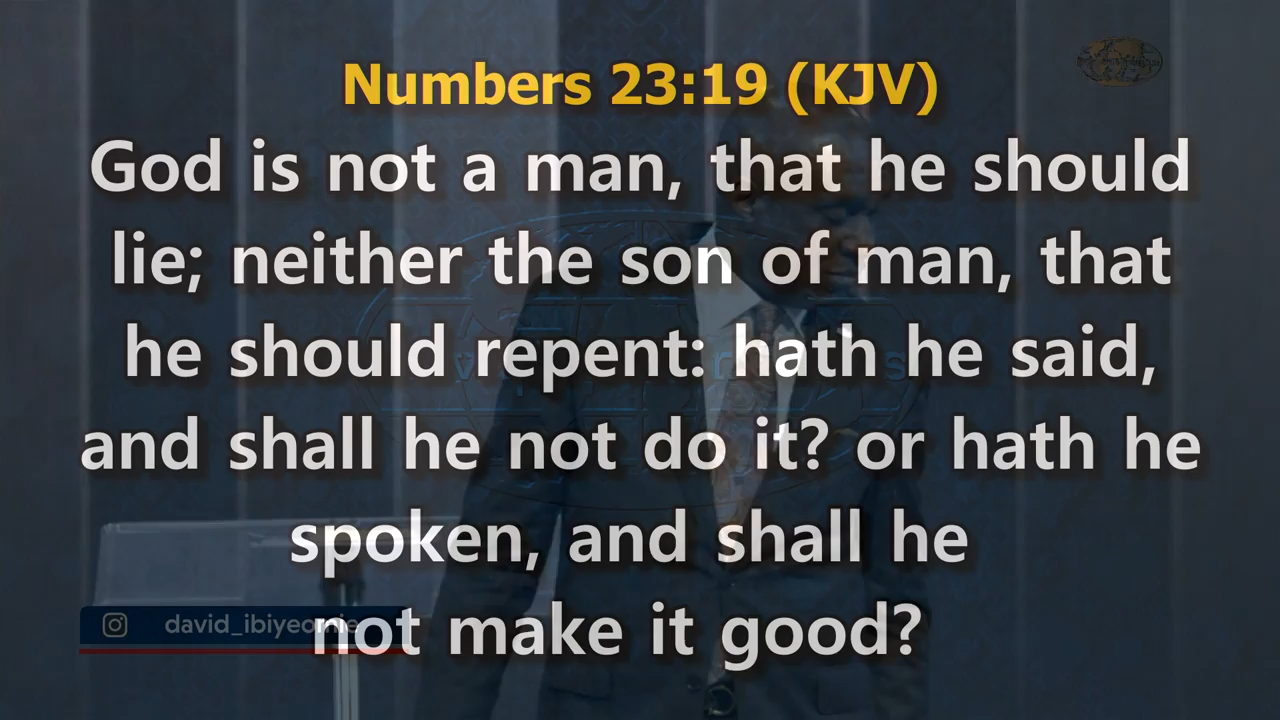 Numbers 23:19 (KJV)
God is not a man, that he should
lie; neither the son of man, that
he should repent: hath he said,
and shall he not do it? or hath he
spoken, and shall he
not make it good?
david_ibiyeomie